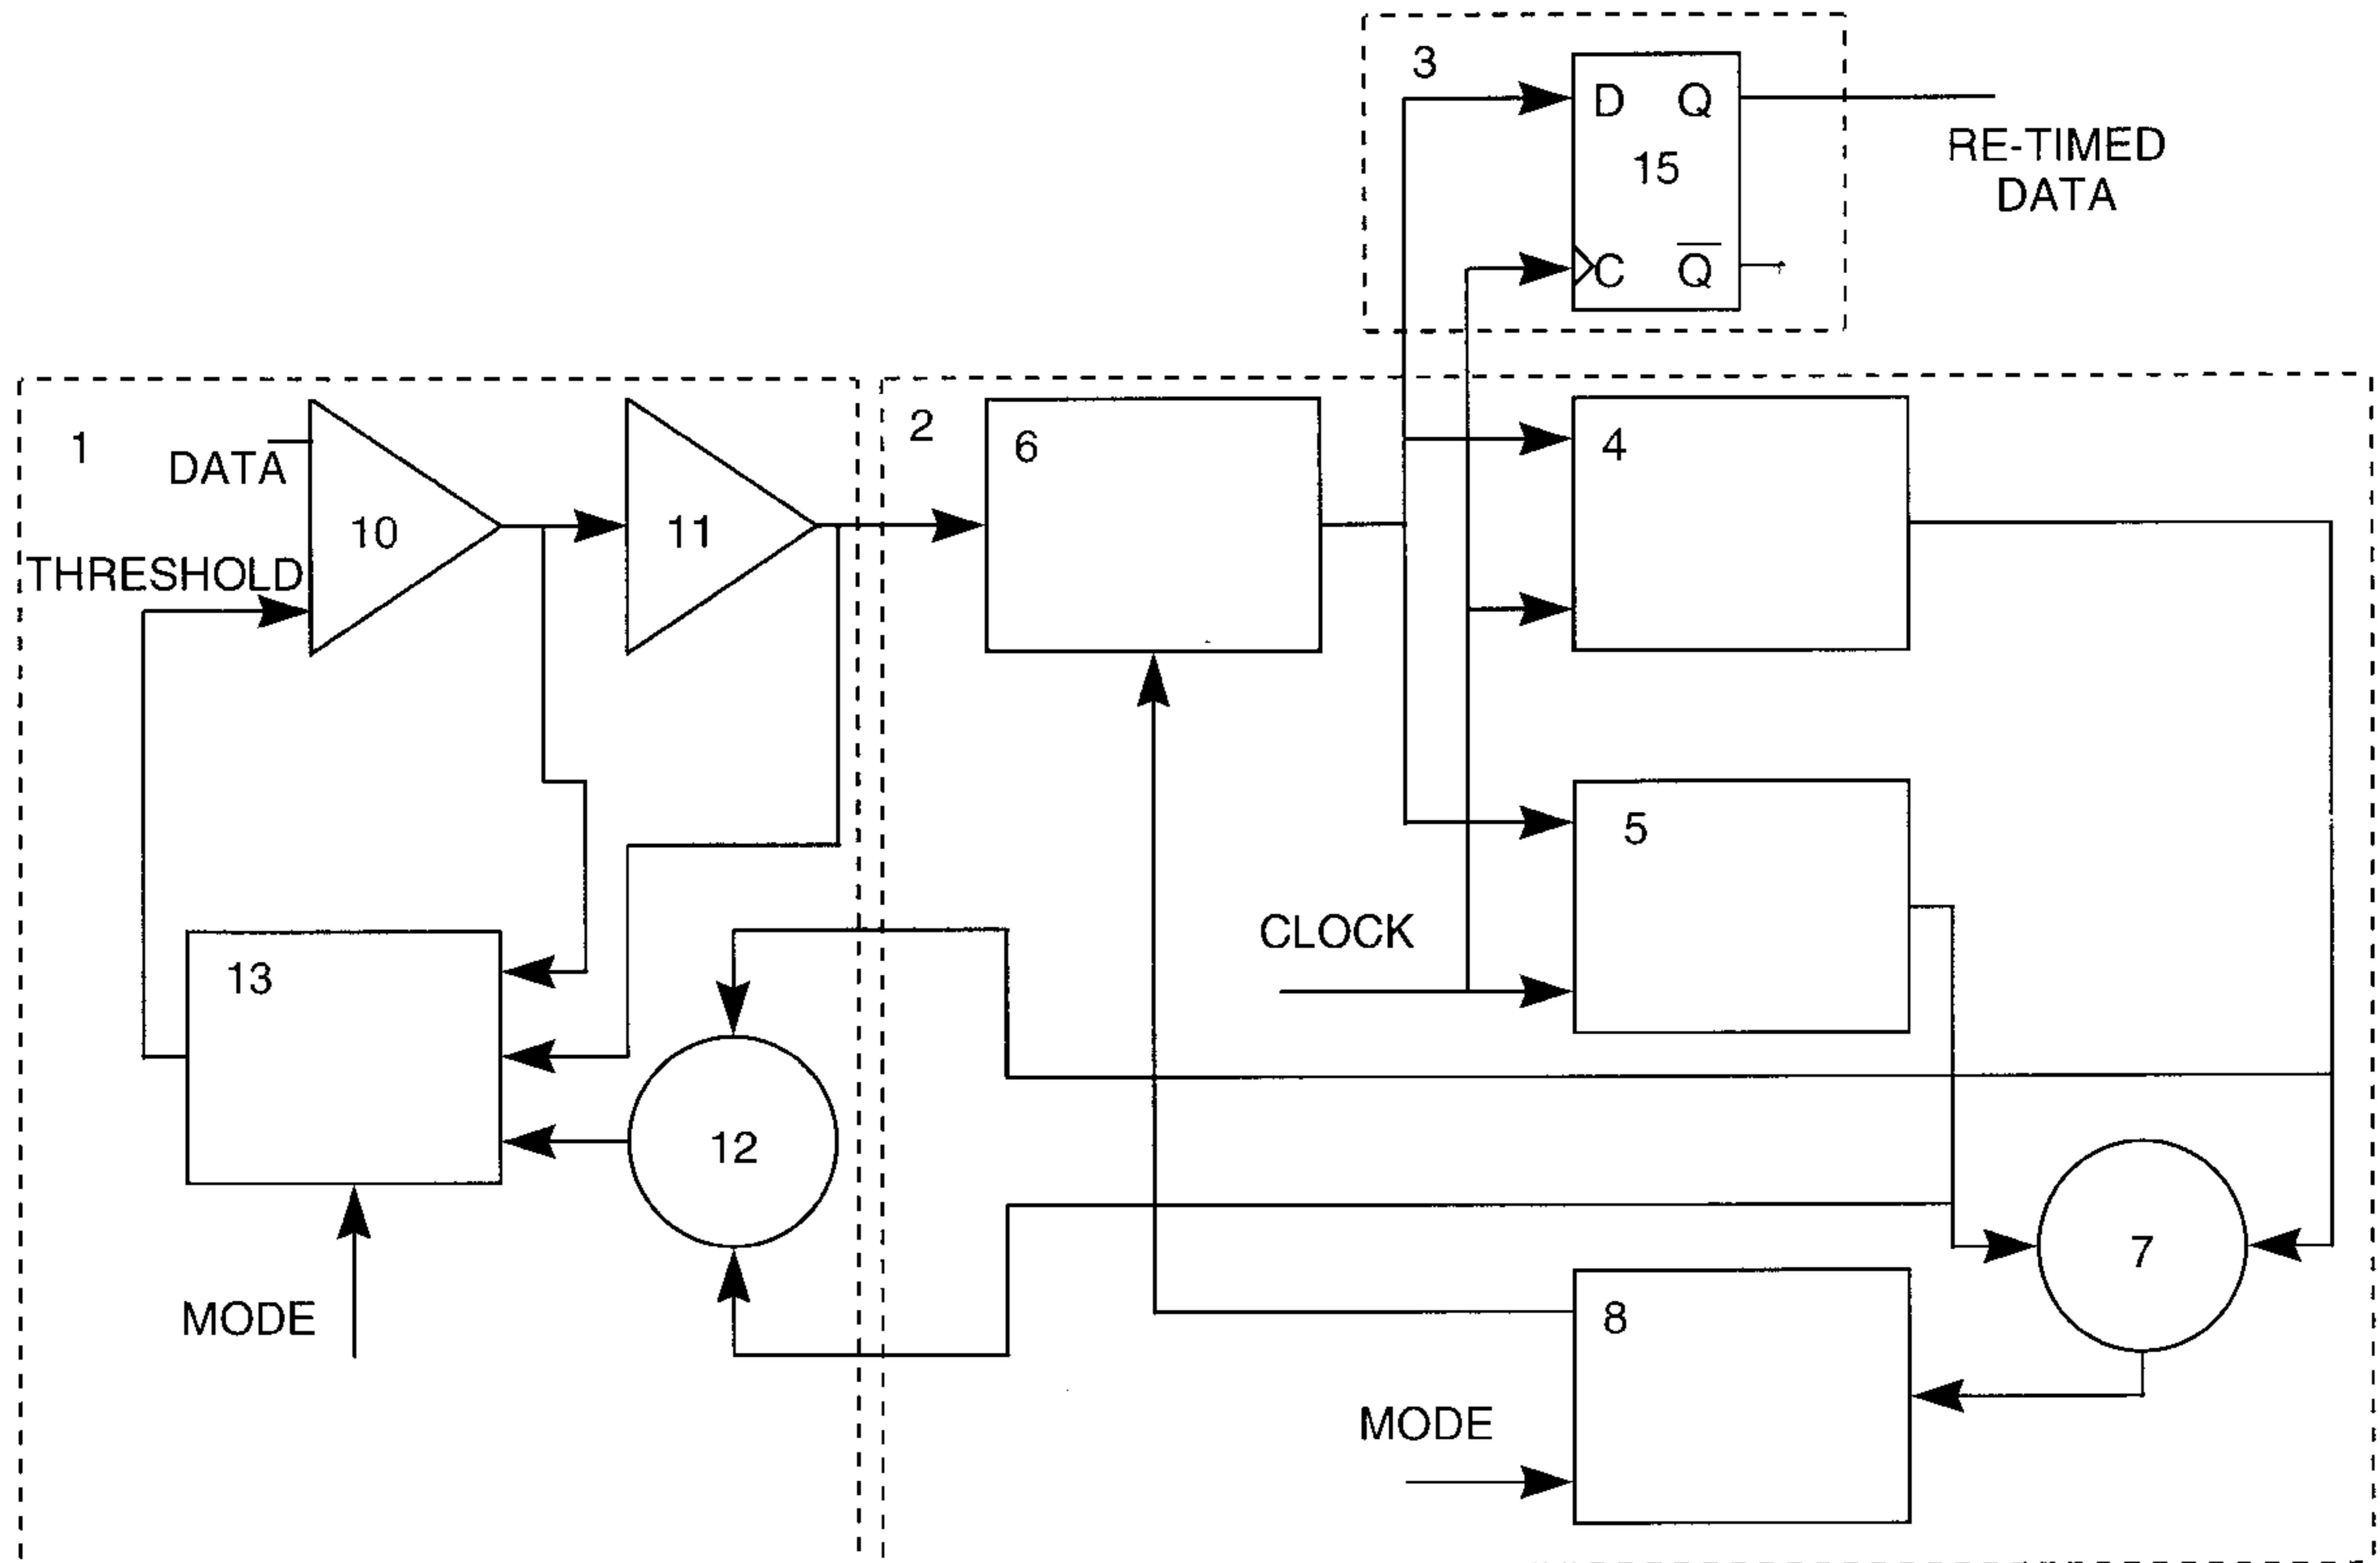 3
D Q
15
RE-TIMED
DATA
C Q̅
1
DATA
10
11
THRESHOLD
2
6
4
5
CLOCK
13
12
MODE
7
8
MODE